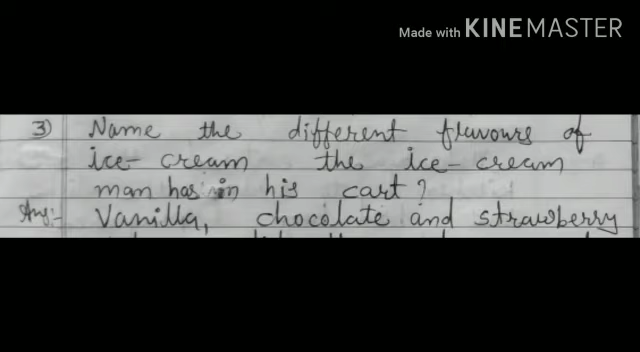 Made with KINEMASTER
3) Name the different flavours of
ice- cream the ice- cream
man has in his cart ?
Ans:- Vanilla, chocolate and strawberry